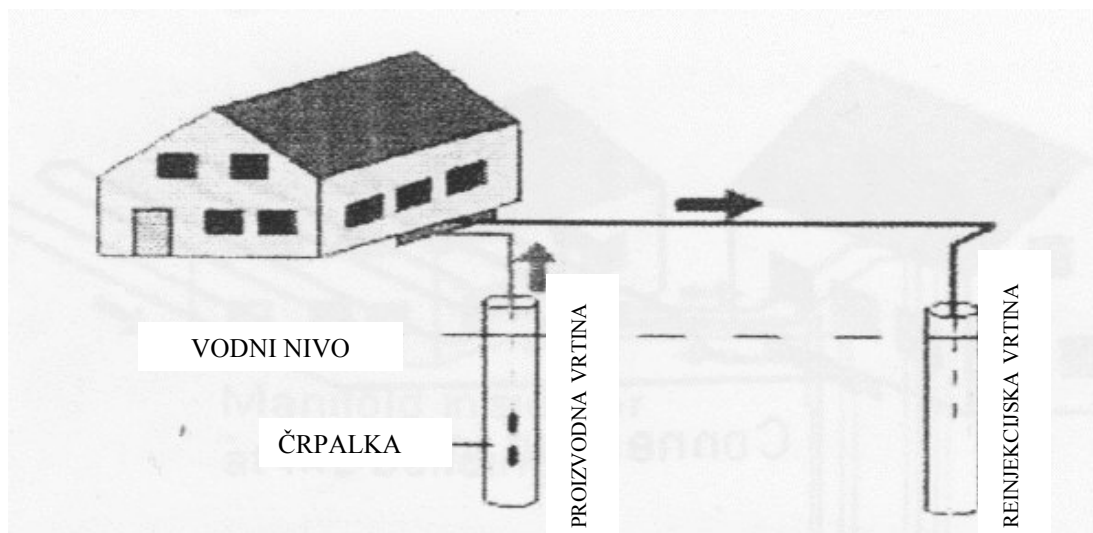 VODNI NIVO
ČRPALKA
PROIZVODNA VRTINA
REINJEKCIJSKA VRTINA